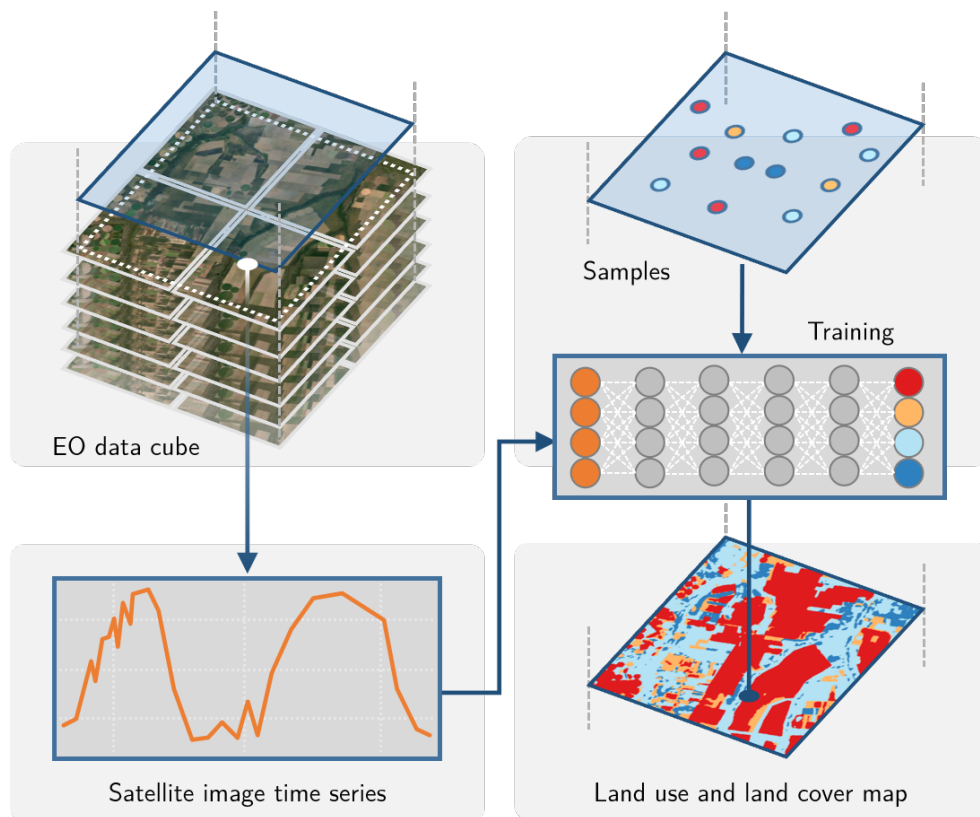 Samples
Training
EO data cube
Satellite image time series
Land use and land cover map